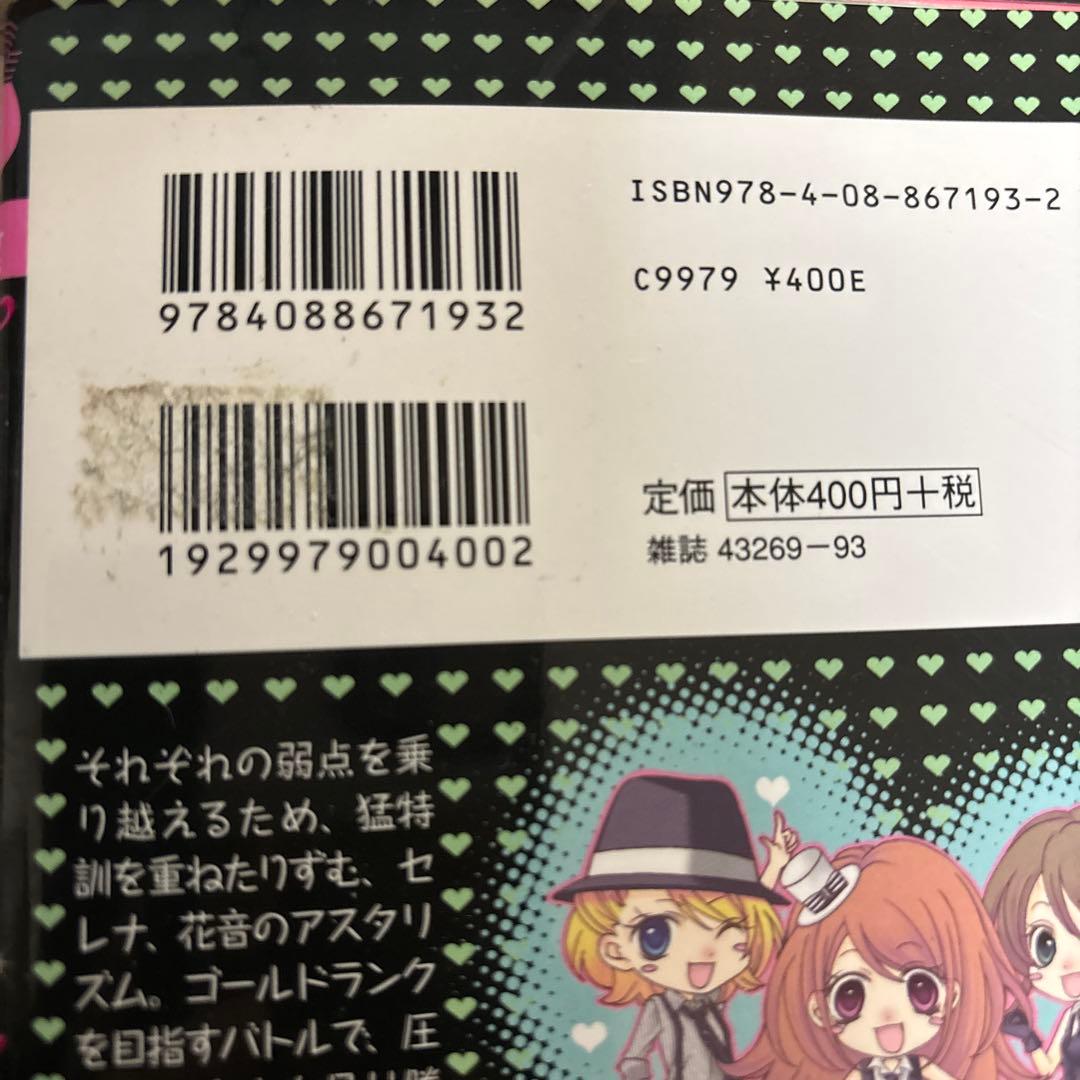 9784088671932
ISBN978-4-08-867193-2
C9979 ¥400E
1929979004002
定価 本体400円+税
雑誌 43269-93
それぞれの弱点を乗
り越えるため、猛特
訓を重ねたりずむ、セ
レナ、花音のアスタリ
ズム。ゴールドランク
を目指すバトルで、圧